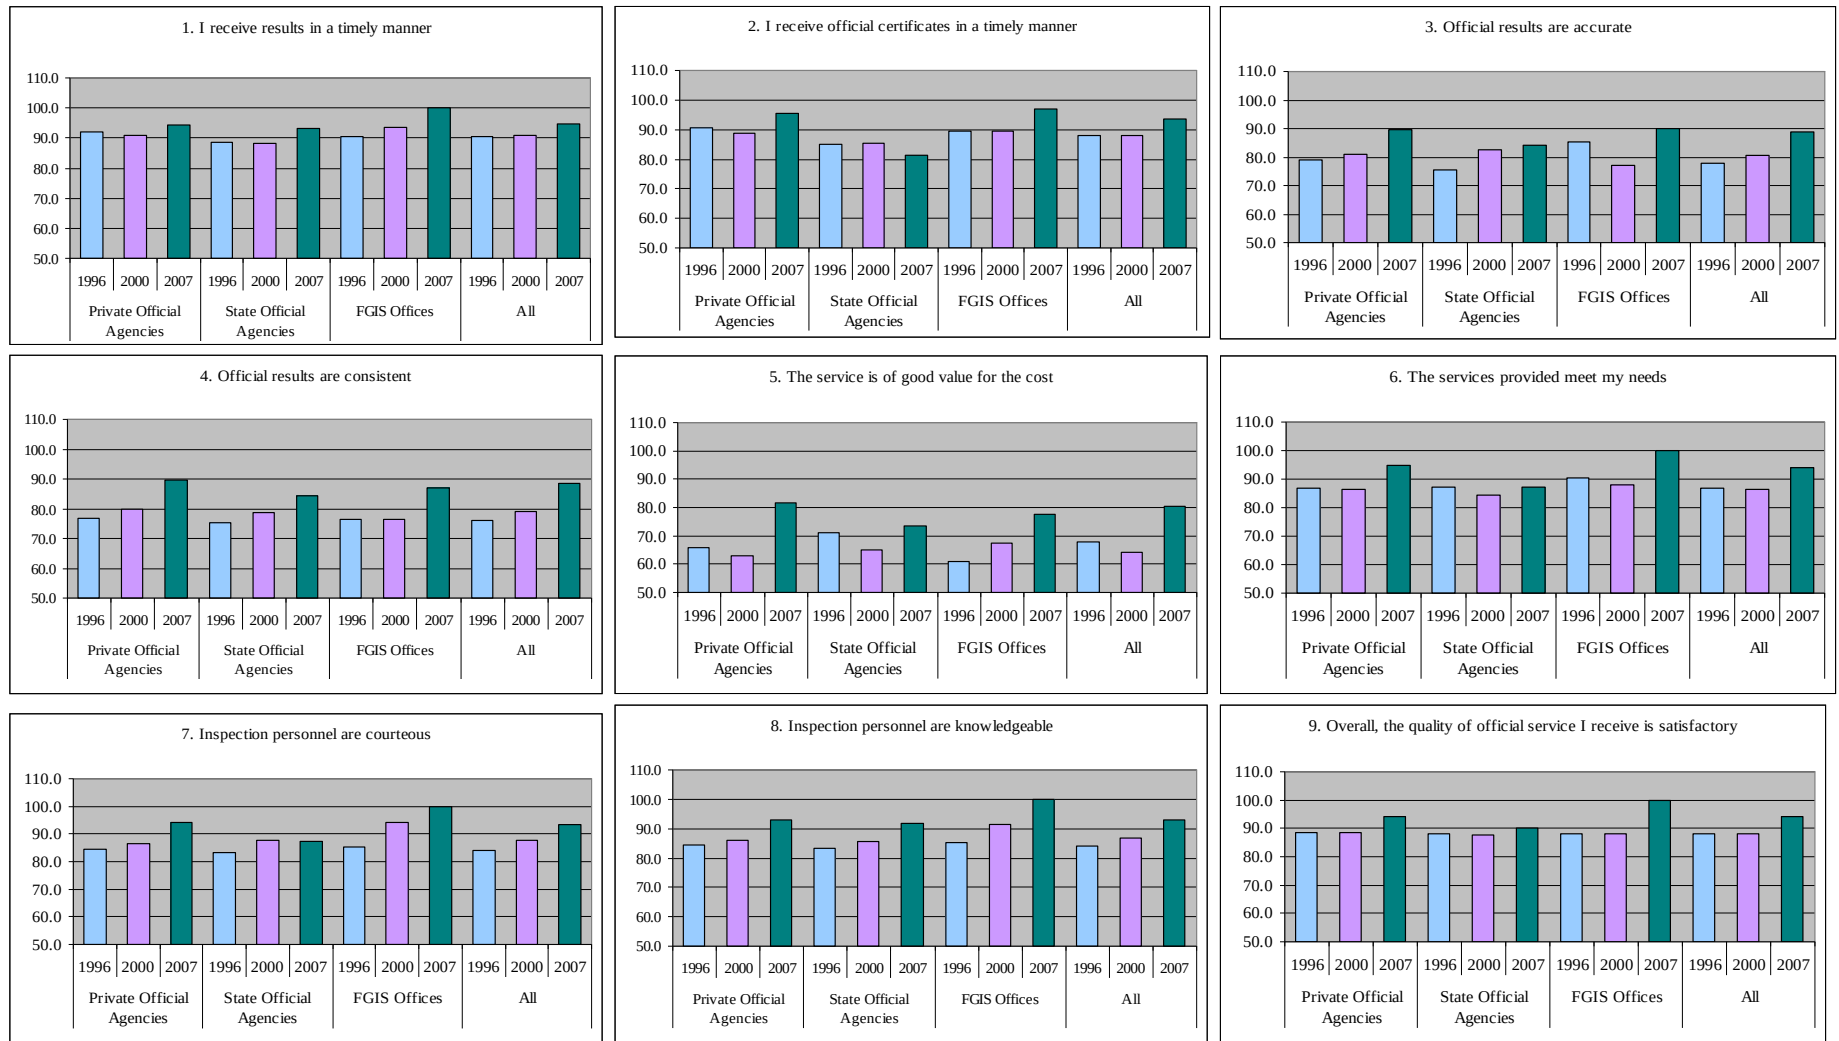 1. I receive results in a timely manner
110.0
100.0
90.0
80.0
70.0
60.0
50.0
1996 2000 2007 1996 2000 2007 1996 2000 2007 1996 2000 2007
Private Official State Official FGIS Offices All
Agencies Agencies
2. I receive official certificates in a timely manner
110.0
100.0
90.0
80.0
70.0
60.0
50.0
1996 2000 2007 1996 2000 2007 1996 2000 2007 1996 2000 2007
Private Official State Official FGIS Offices All
Agencies Agencies
3. Official results are accurate
110.0
100.0
90.0
80.0
70.0
60.0
50.0
1996 2000 2007 1996 2000 2007 1996 2000 2007 1996 2000 2007
Private Official State Official FGIS Offices All
Agencies Agencies
4. Official results are consistent
110.0
100.0
90.0
80.0
70.0
60.0
50.0
1996 2000 2007 1996 2000 2007 1996 2000 2007 1996 2000 2007
Private Official State Official FGIS Offices All
Agencies Agencies
5. The service is of good value for the cost
110.0
100.0
90.0
80.0
70.0
60.0
50.0
1996 2000 2007 1996 2000 2007 1996 2000 2007 1996 2000 2007
Private Official State Official FGIS Offices All
Agencies Agencies
6. The services provided meet my needs
110.0
100.0
90.0
80.0
70.0
60.0
50.0
1996 2000 2007 1996 2000 2007 1996 2000 2007 1996 2000 2007
Private Official State Official FGIS Offices All
Agencies Agencies
7. Inspection personnel are courteous
110.0
100.0
90.0
80.0
70.0
60.0
50.0
1996 2000 2007 1996 2000 2007 1996 2000 2007 1996 2000 2007
Private Official State Official FGIS Offices All
Agencies Agencies
8. Inspection personnel are knowledgeable
110.0
100.0
90.0
80.0
70.0
60.0
50.0
1996 2000 2007 1996 2000 2007 1996 2000 2007 1996 2000 2007
Private Official State Official FGIS Offices All
Agencies Agencies
9. Overall, the quality of official service I receive is satisfactory
110.0
100.0
90.0
80.0
70.0
60.0
50.0
1996 2000 2007 1996 2000 2007 1996 2000 2007 1996 2000 2007
Private Official State Official FGIS Offices All
Agencies Agencies